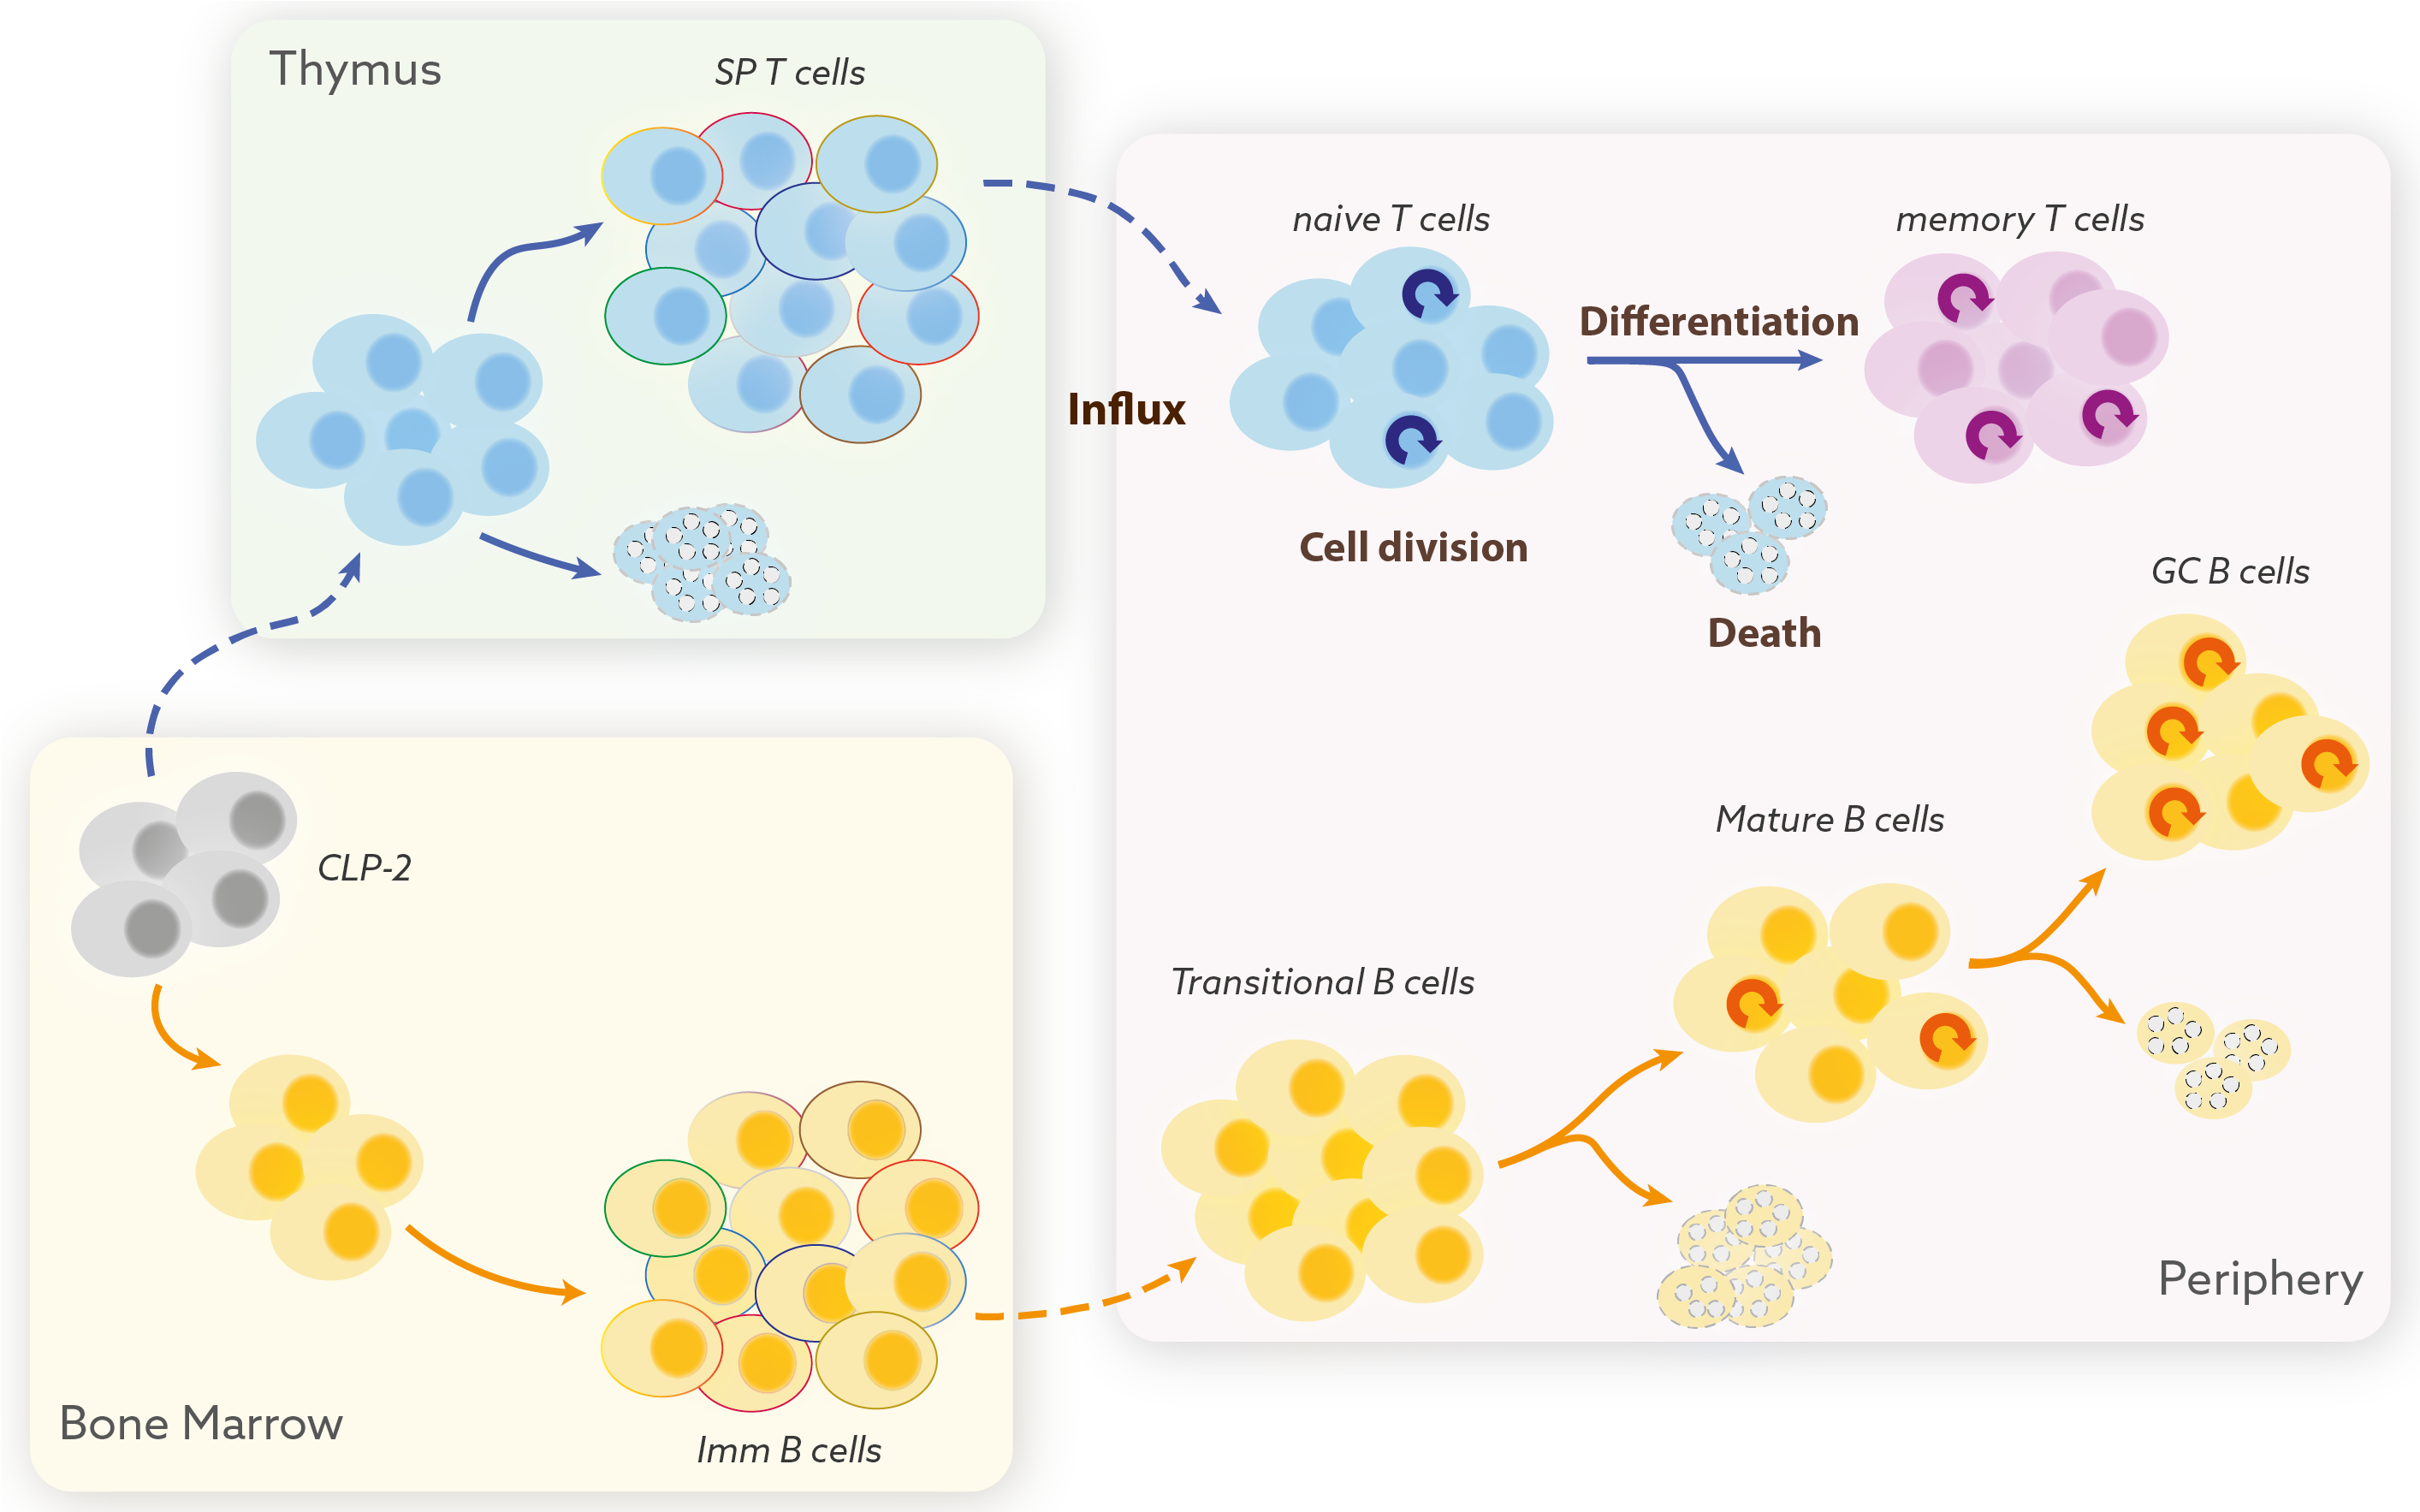 Thymus
SP T cells
Influx
naive T cells
memory T cells
Differentiation
Cell division
Death
GC B cells
CLP-2
Mature B cells
Transitional B cells
Periphery
Bone Marrow
Imm B cells